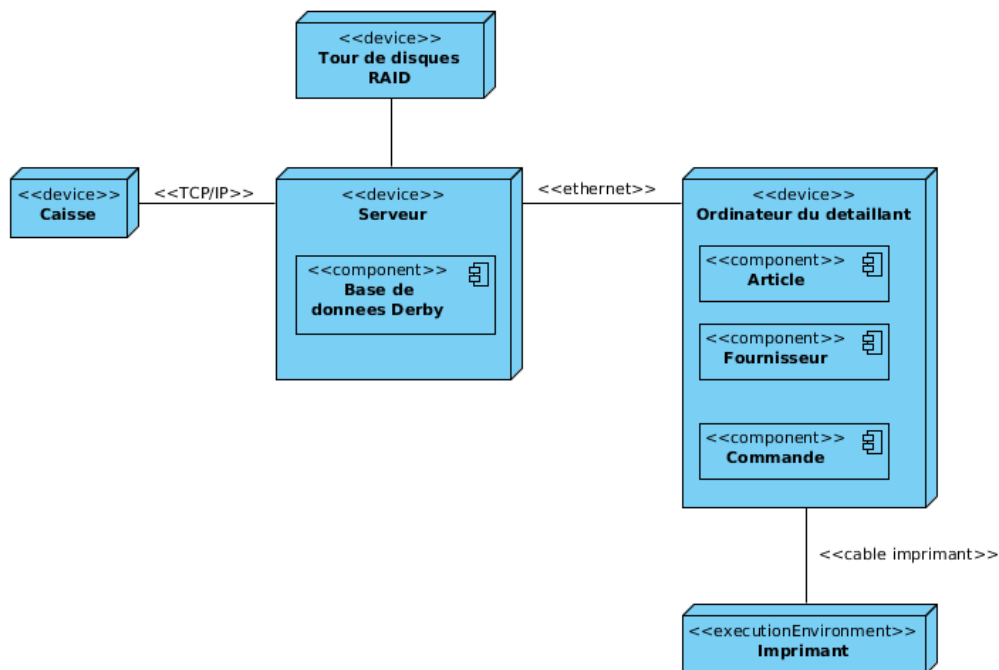 <<device>>
Tour de disques
RAID
<<device>>
Caisse
<<TCP/IP>>
<<device>>
Serveur
<<component>>
Base de
donnees Derby
<<ethernet>>
<<device>>
Ordinateur du detaillant
<<component>>
Article
<<component>>
Fournisseur
<<component>>
Commande
<<cable imprimant>>
<<executionEnvironment>>
Imprimant